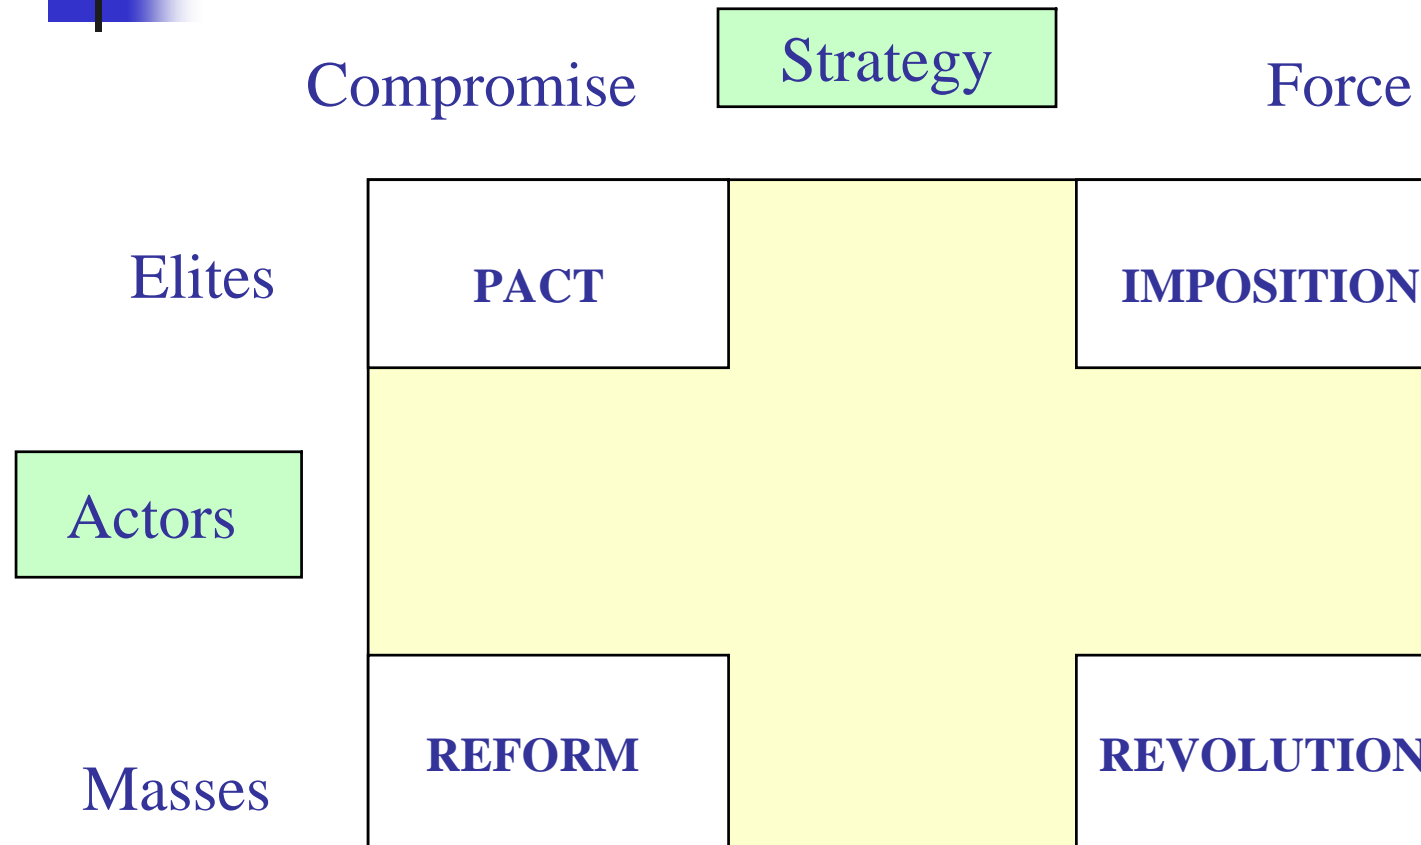 Strategy
Compromise
Force
Elites
PACT
IMPOSITION
Actors
REFORM
REVOLUTION
Masses